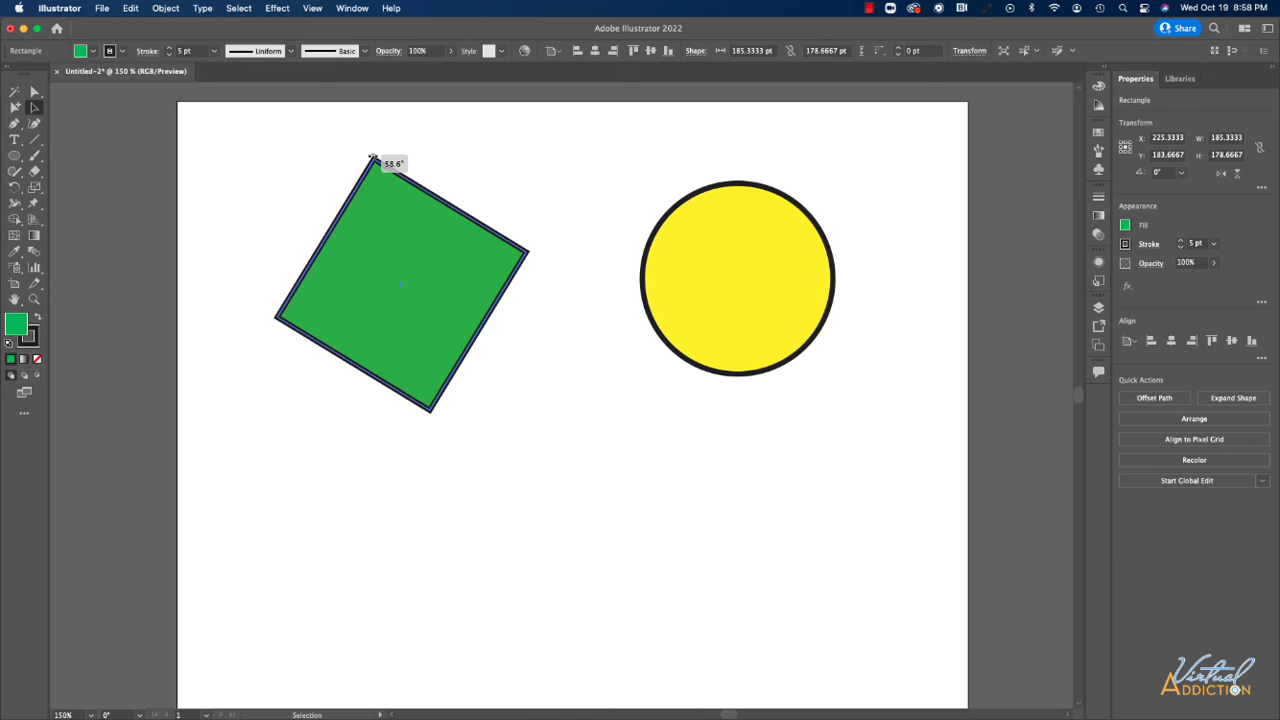 Illustrator File Edit Object Type Select Effect View Window Help Wed Oct 19 8:58 PM
Adobe Illustrator 2022
Share
Rectangle Stroke: 5 pt Uniform Basic Opacity: 100% Style: Shape: 185.3333 pt 178.6667 pt 0 pt Transform
× Untitled-2* @ 150 % (RGB/Preview)
Properties Libraries
Rectangle
Transform
X: 225.3333 W: 185.3333
Y: 183.6667 H: 178.6667
0°
Appearance
Fill
Stroke 5 pt
Opacity 100%
fx.
Align
Quick Actions
Offset Path Expand Shape
Arrange
Align to Pixel Grid
Recolor
Start Global Edit
58.6°
150% 0° 1 Selection
Virtual
Addiction